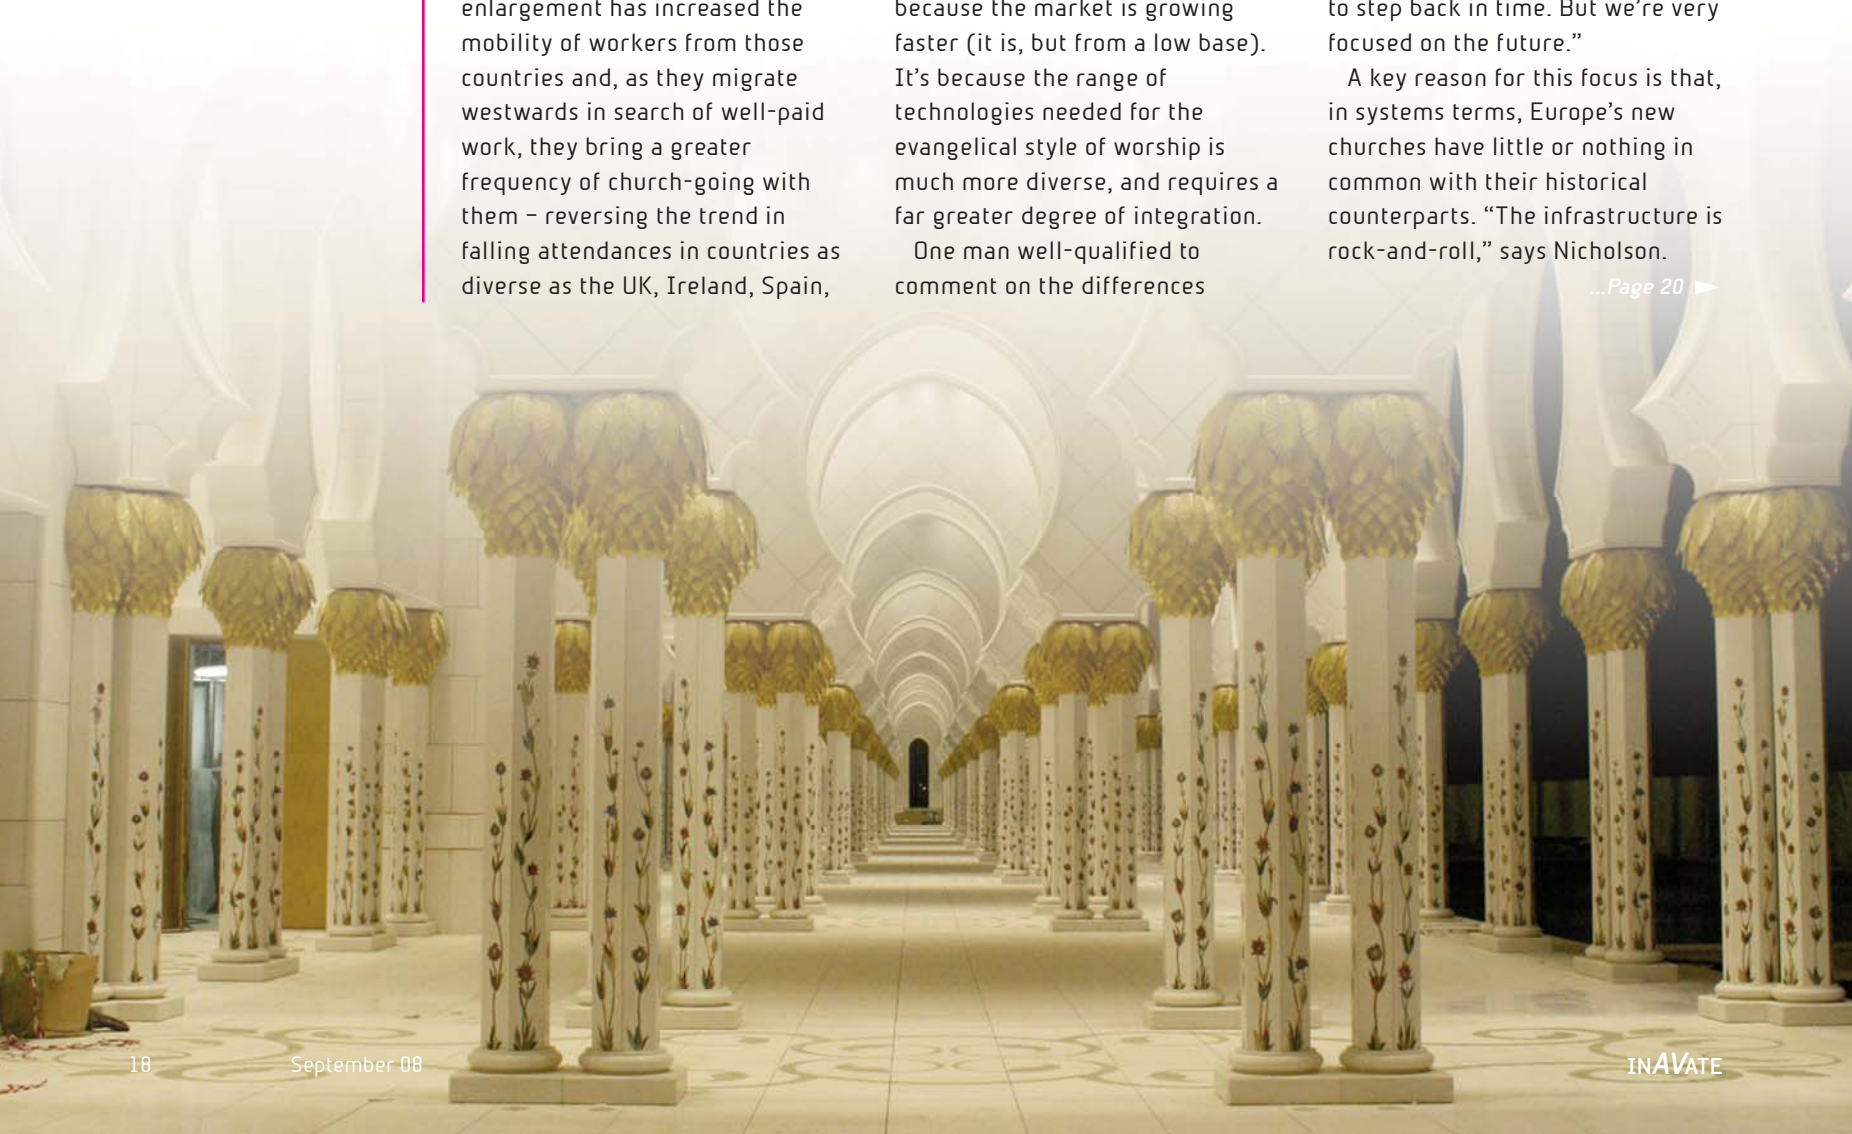 enlargement has increased the
mobility of workers from those
countries and, as they migrate
westwards in search of well-paid
work, they bring a greater
frequency of church-going with
them – reversing the trend in
falling attendances in countries as
diverse as the UK, Ireland, Spain,
because the market is growing
faster (it is, but from a low base).
It’s because the range of
technologies needed for the
evangelical style of worship is
much more diverse, and requires a
far greater degree of integration.
One man well-qualified to
comment on the differences
to step back in time. But we’re very
focused on the future.”
A key reason for this focus is that,
in systems terms, Europe’s new
churches have little or nothing in
common with their historical
counterparts. “The infrastructure is
rock-and-roll,” says Nicholson.
...Page 20 ►
18
September 08
INAVATE